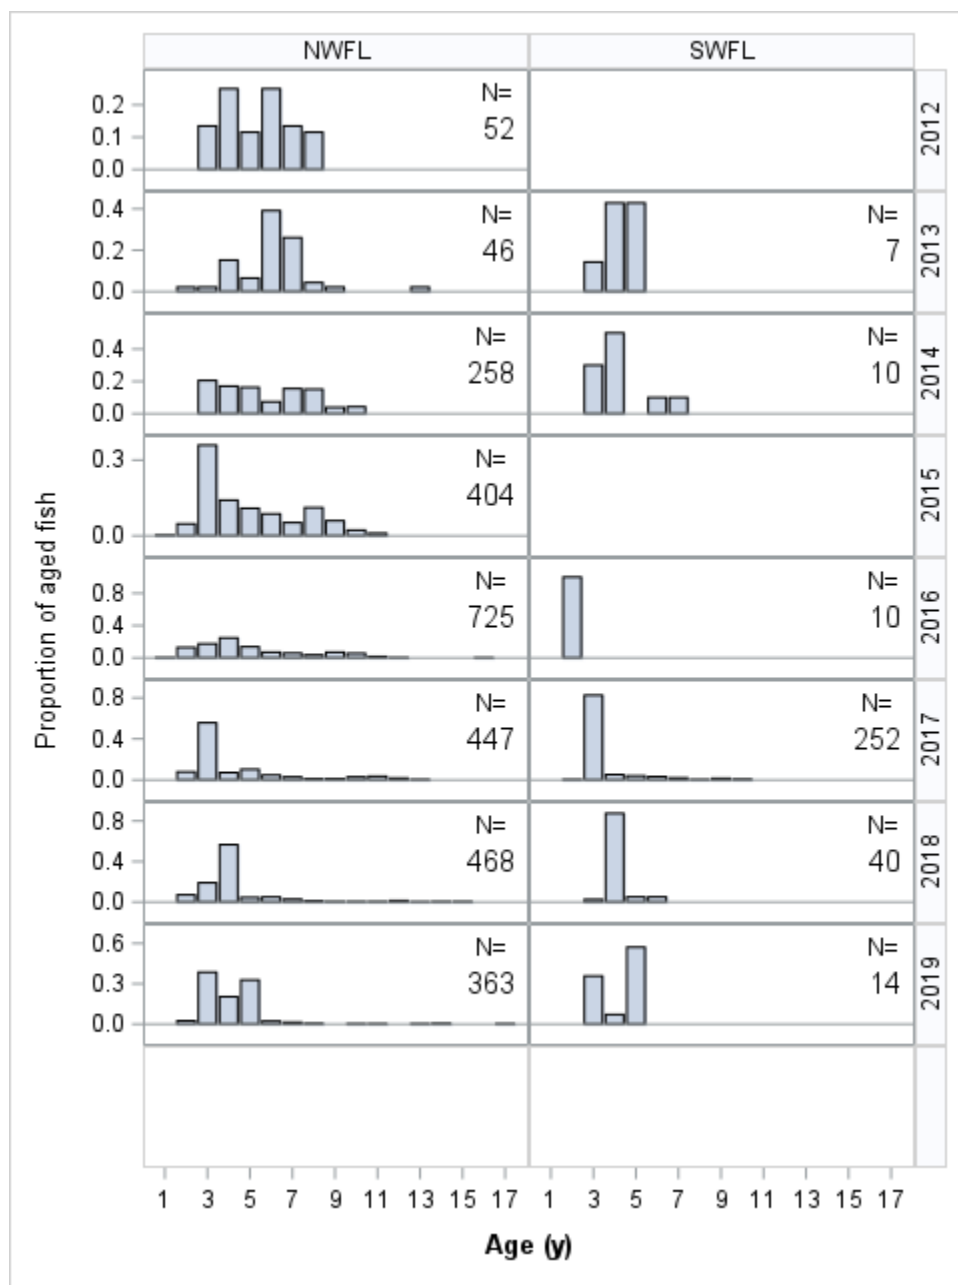 NWFL SWFL
0.2
0.1
0.0
N=
52
2012
0.4
0.2
0.0
N=
46
N=
7
2013
0.4
0.2
0.0
N=
258
N=
10
2014
0.3
0.0
N=
404
2015
0.8
0.4
0.0
N=
725
N=
10
2016
0.8
0.4
0.0
N=
447
N=
252
2017
0.8
0.4
0.0
N=
468
N=
40
2018
0.6
0.3
0.0
N=
363
N=
14
2019
Proportion of aged fish
1 3 5 7 9 11 13 15 17 1 3 5 7 9 11 13 15 17
Age (y)